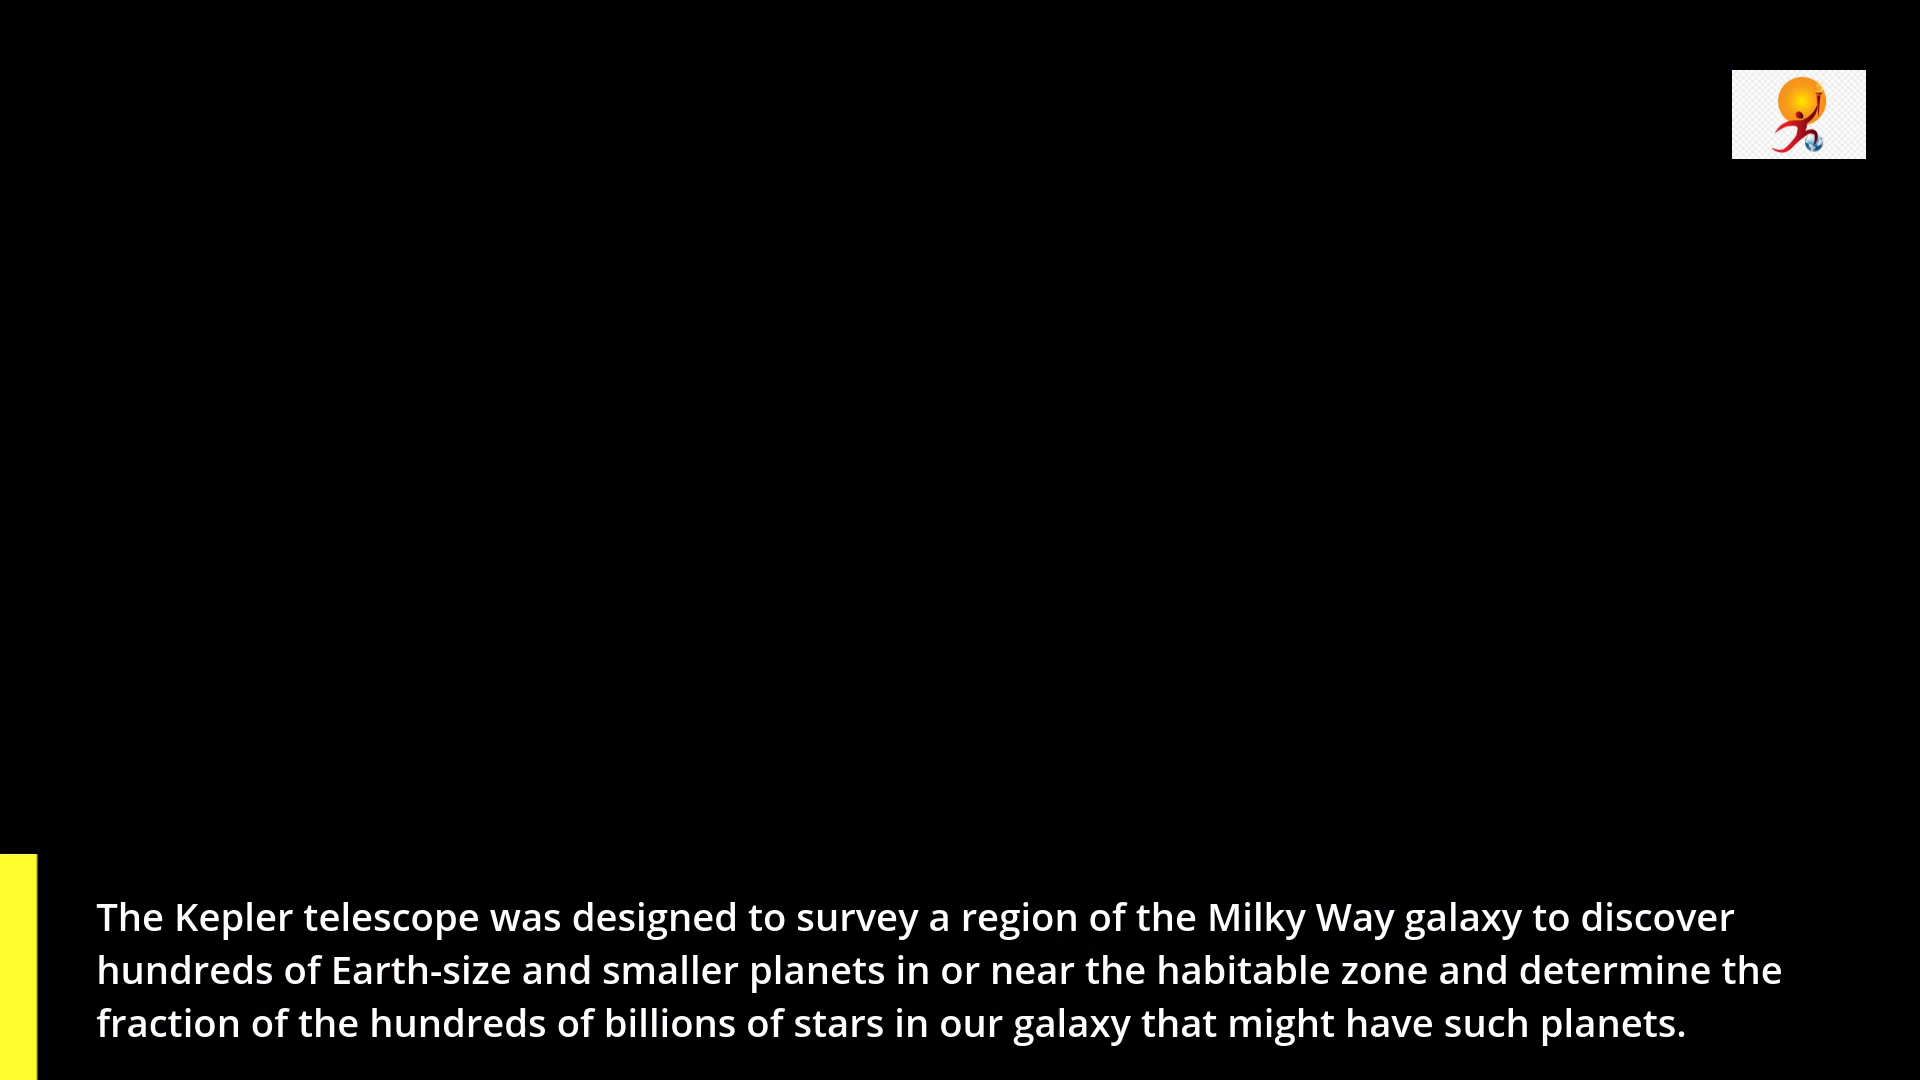 The Kepler telescope was designed to survey a region of the Milky Way galaxy to discover
hundreds of Earth-size and smaller planets in or near the habitable zone and determine the
fraction of the hundreds of billions of stars in our galaxy that might have such planets.